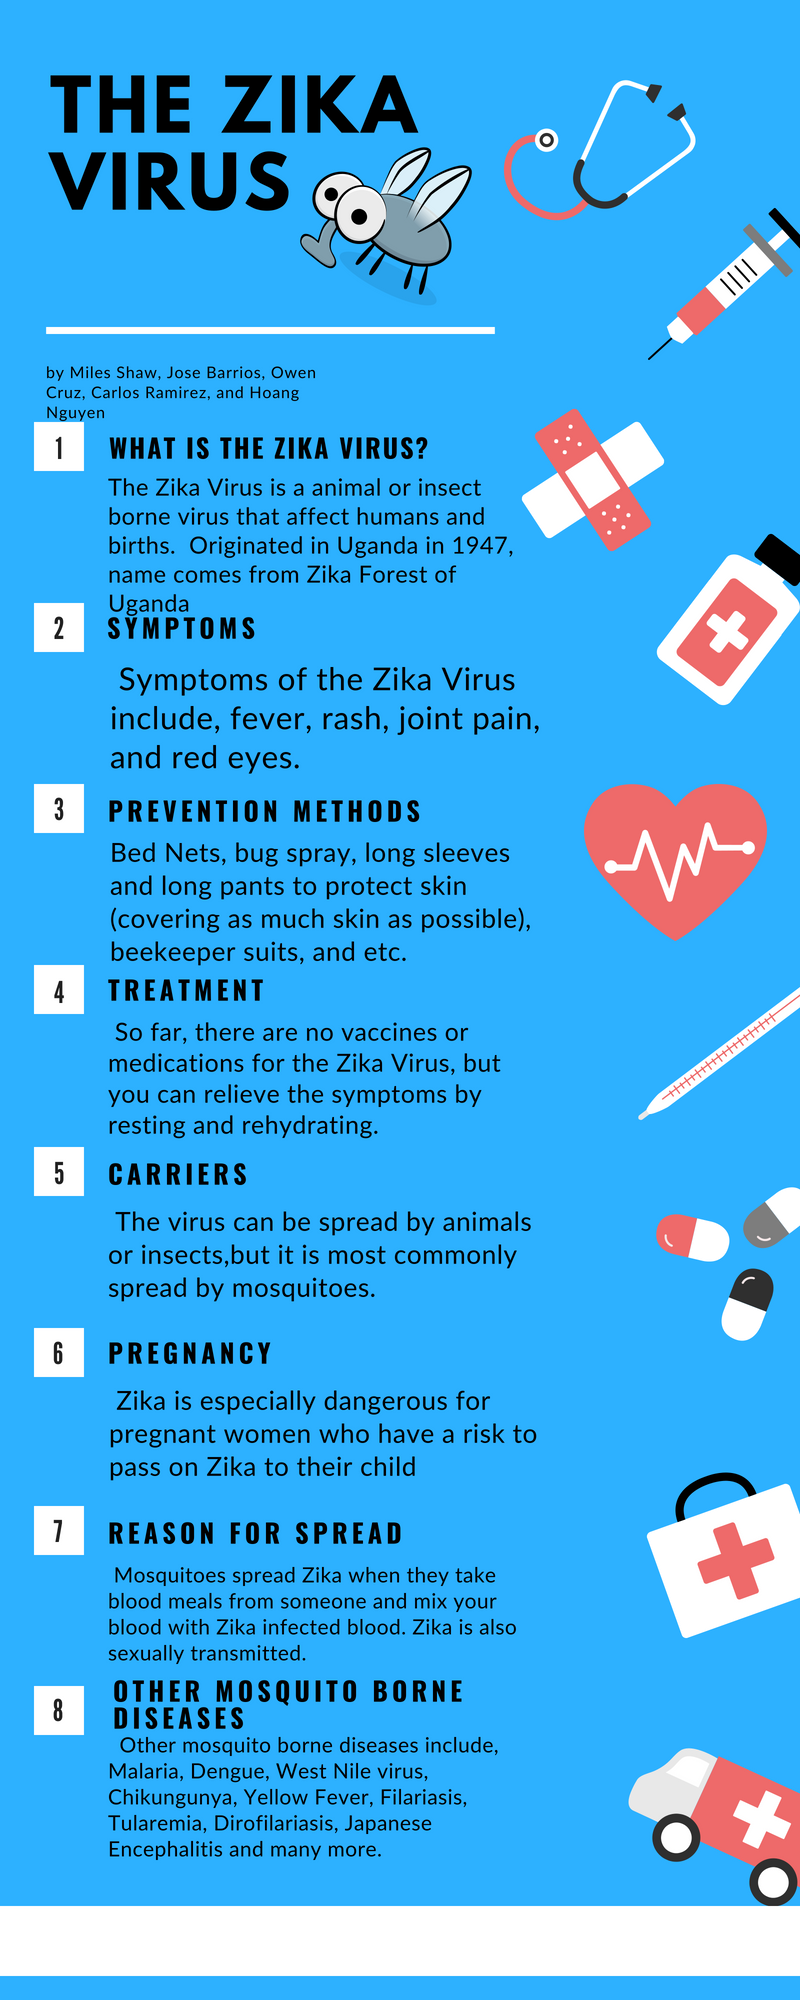 THE ZIKA
VIRUS
by Miles Shaw, Jose Barrios, Owen
Cruz, Carlos Ramirez, and Hoang
Nguyen
1
WHAT IS THE ZIKA VIRUS?
The Zika Virus is a animal or insect
borne virus that affect humans and
births.  Originated in Uganda in 1947,
name comes from Zika Forest of
Uganda
2
SYMPTOMS
Symptoms of the Zika Virus
include, fever, rash, joint pain,
and red eyes.
3
PREVENTION METHODS
Bed Nets, bug spray, long sleeves
and long pants to protect skin
(covering as much skin as possible),
beekeeper suits, and etc.
4
TREATMENT
So far, there are no vaccines or
medications for the Zika Virus, but
you can relieve the symptoms by
resting and rehydrating.
5
CARRIERS
The virus can be spread by animals
or insects,but it is most commonly
spread by mosquitoes.
6
PREGNANCY
Zika is especially dangerous for
pregnant women who have a risk to
pass on Zika to their child
7
REASON FOR SPREAD
Mosquitoes spread Zika when they take
blood meals from someone and mix your
blood with Zika infected blood. Zika is also
sexually transmitted.
8
OTHER MOSQUITO BORNE
DISEASES
Other mosquito borne diseases include,
Malaria, Dengue, West Nile virus,
Chikungunya, Yellow Fever, Filariasis,
Tularemia, Dirofilariasis, Japanese
Encephalitis and many more.